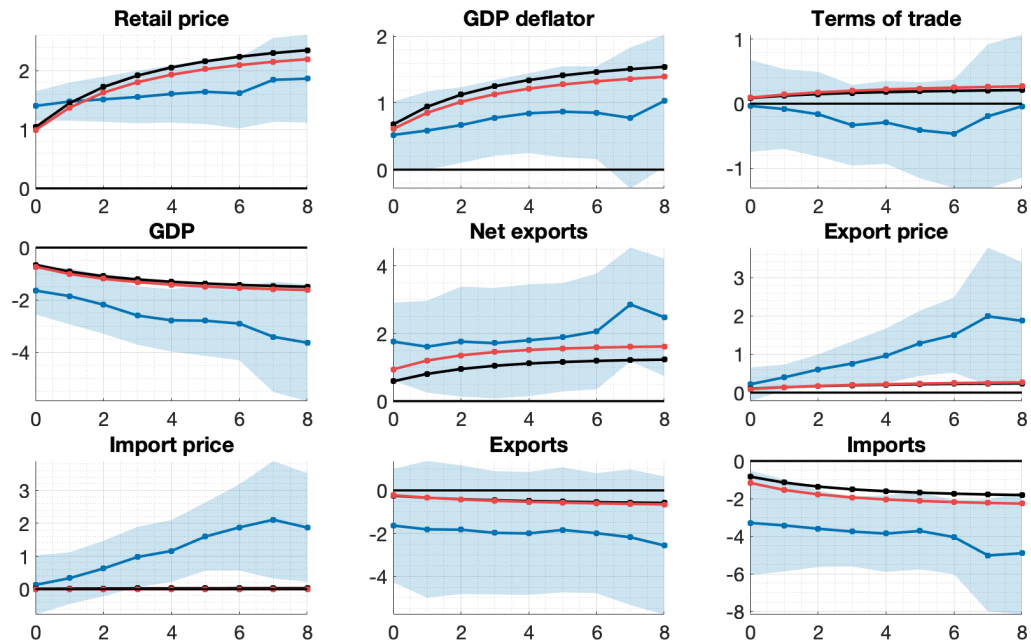 Retail price
GDP deflator
Terms of trade
2
1
0
0 2 4 6 8
2
1
0
0 2 4 6 8
1
0
-1
0 2 4 6 8
GDP
Net exports
Export price
0
-2
-4
0 2 4 6 8
4
2
0
0 2 4 6 8
3
2
1
0
0 2 4 6 8
Import price
Exports
Imports
3
2
1
0
0 2 4 6 8
0
-2
-4
0 2 4 6 8
0
-2
-4
-6
-8
0 2 4 6 8